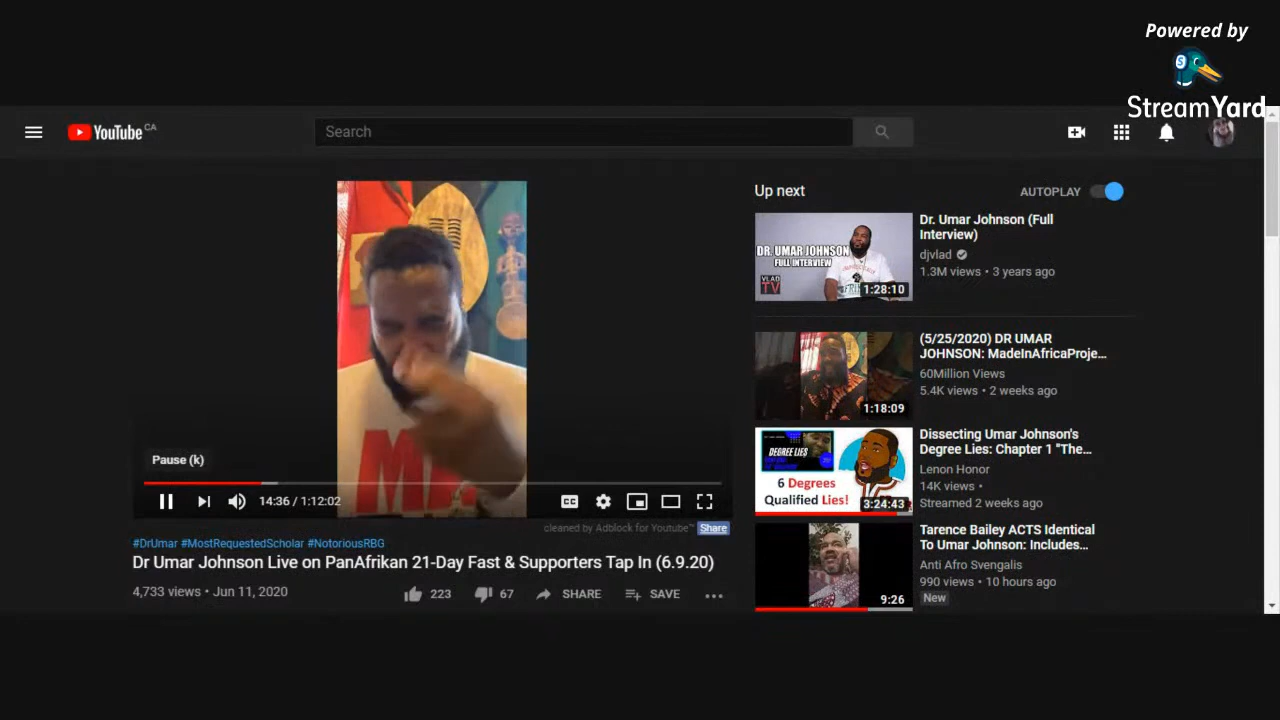 Powered by
StreamYard
YouTube CA
Search
Up next
AUTOPLAY
DR. UMAR JOHNSON
FULL INTERVIEW
VLAD
TV
1:28:10
Dr. Umar Johnson (Full
Interview)
djvlad
1.3M views • 3 years ago
1:18:09
(5/25/2020) DR UMAR
JOHNSON: MadeInAfricaProje...
60Million Views
5.4K views • 2 weeks ago
DEGREE LIES
6 Degrees
Qualified Lies!
3:24:43
Dissecting Umar Johnson's
Degree Lies: Chapter 1 "The...
Lenon Honor
14K views •
Streamed 2 weeks ago
9:26
Tarence Bailey ACTS Identical
To Umar Johnson: Includes...
Anti Afro Svengalis
990 views • 10 hours ago
New
Pause (k)
14:36 / 1:12:02
CC
cleaned by Adblock for Youtube™ Share
#DrUmar #MostRequestedScholar #NotoriousRBG
Dr Umar Johnson Live on PanAfrikan 21-Day Fast & Supporters Tap In (6.9.20)
4,733 views • Jun 11, 2020
223
67
SHARE
SAVE